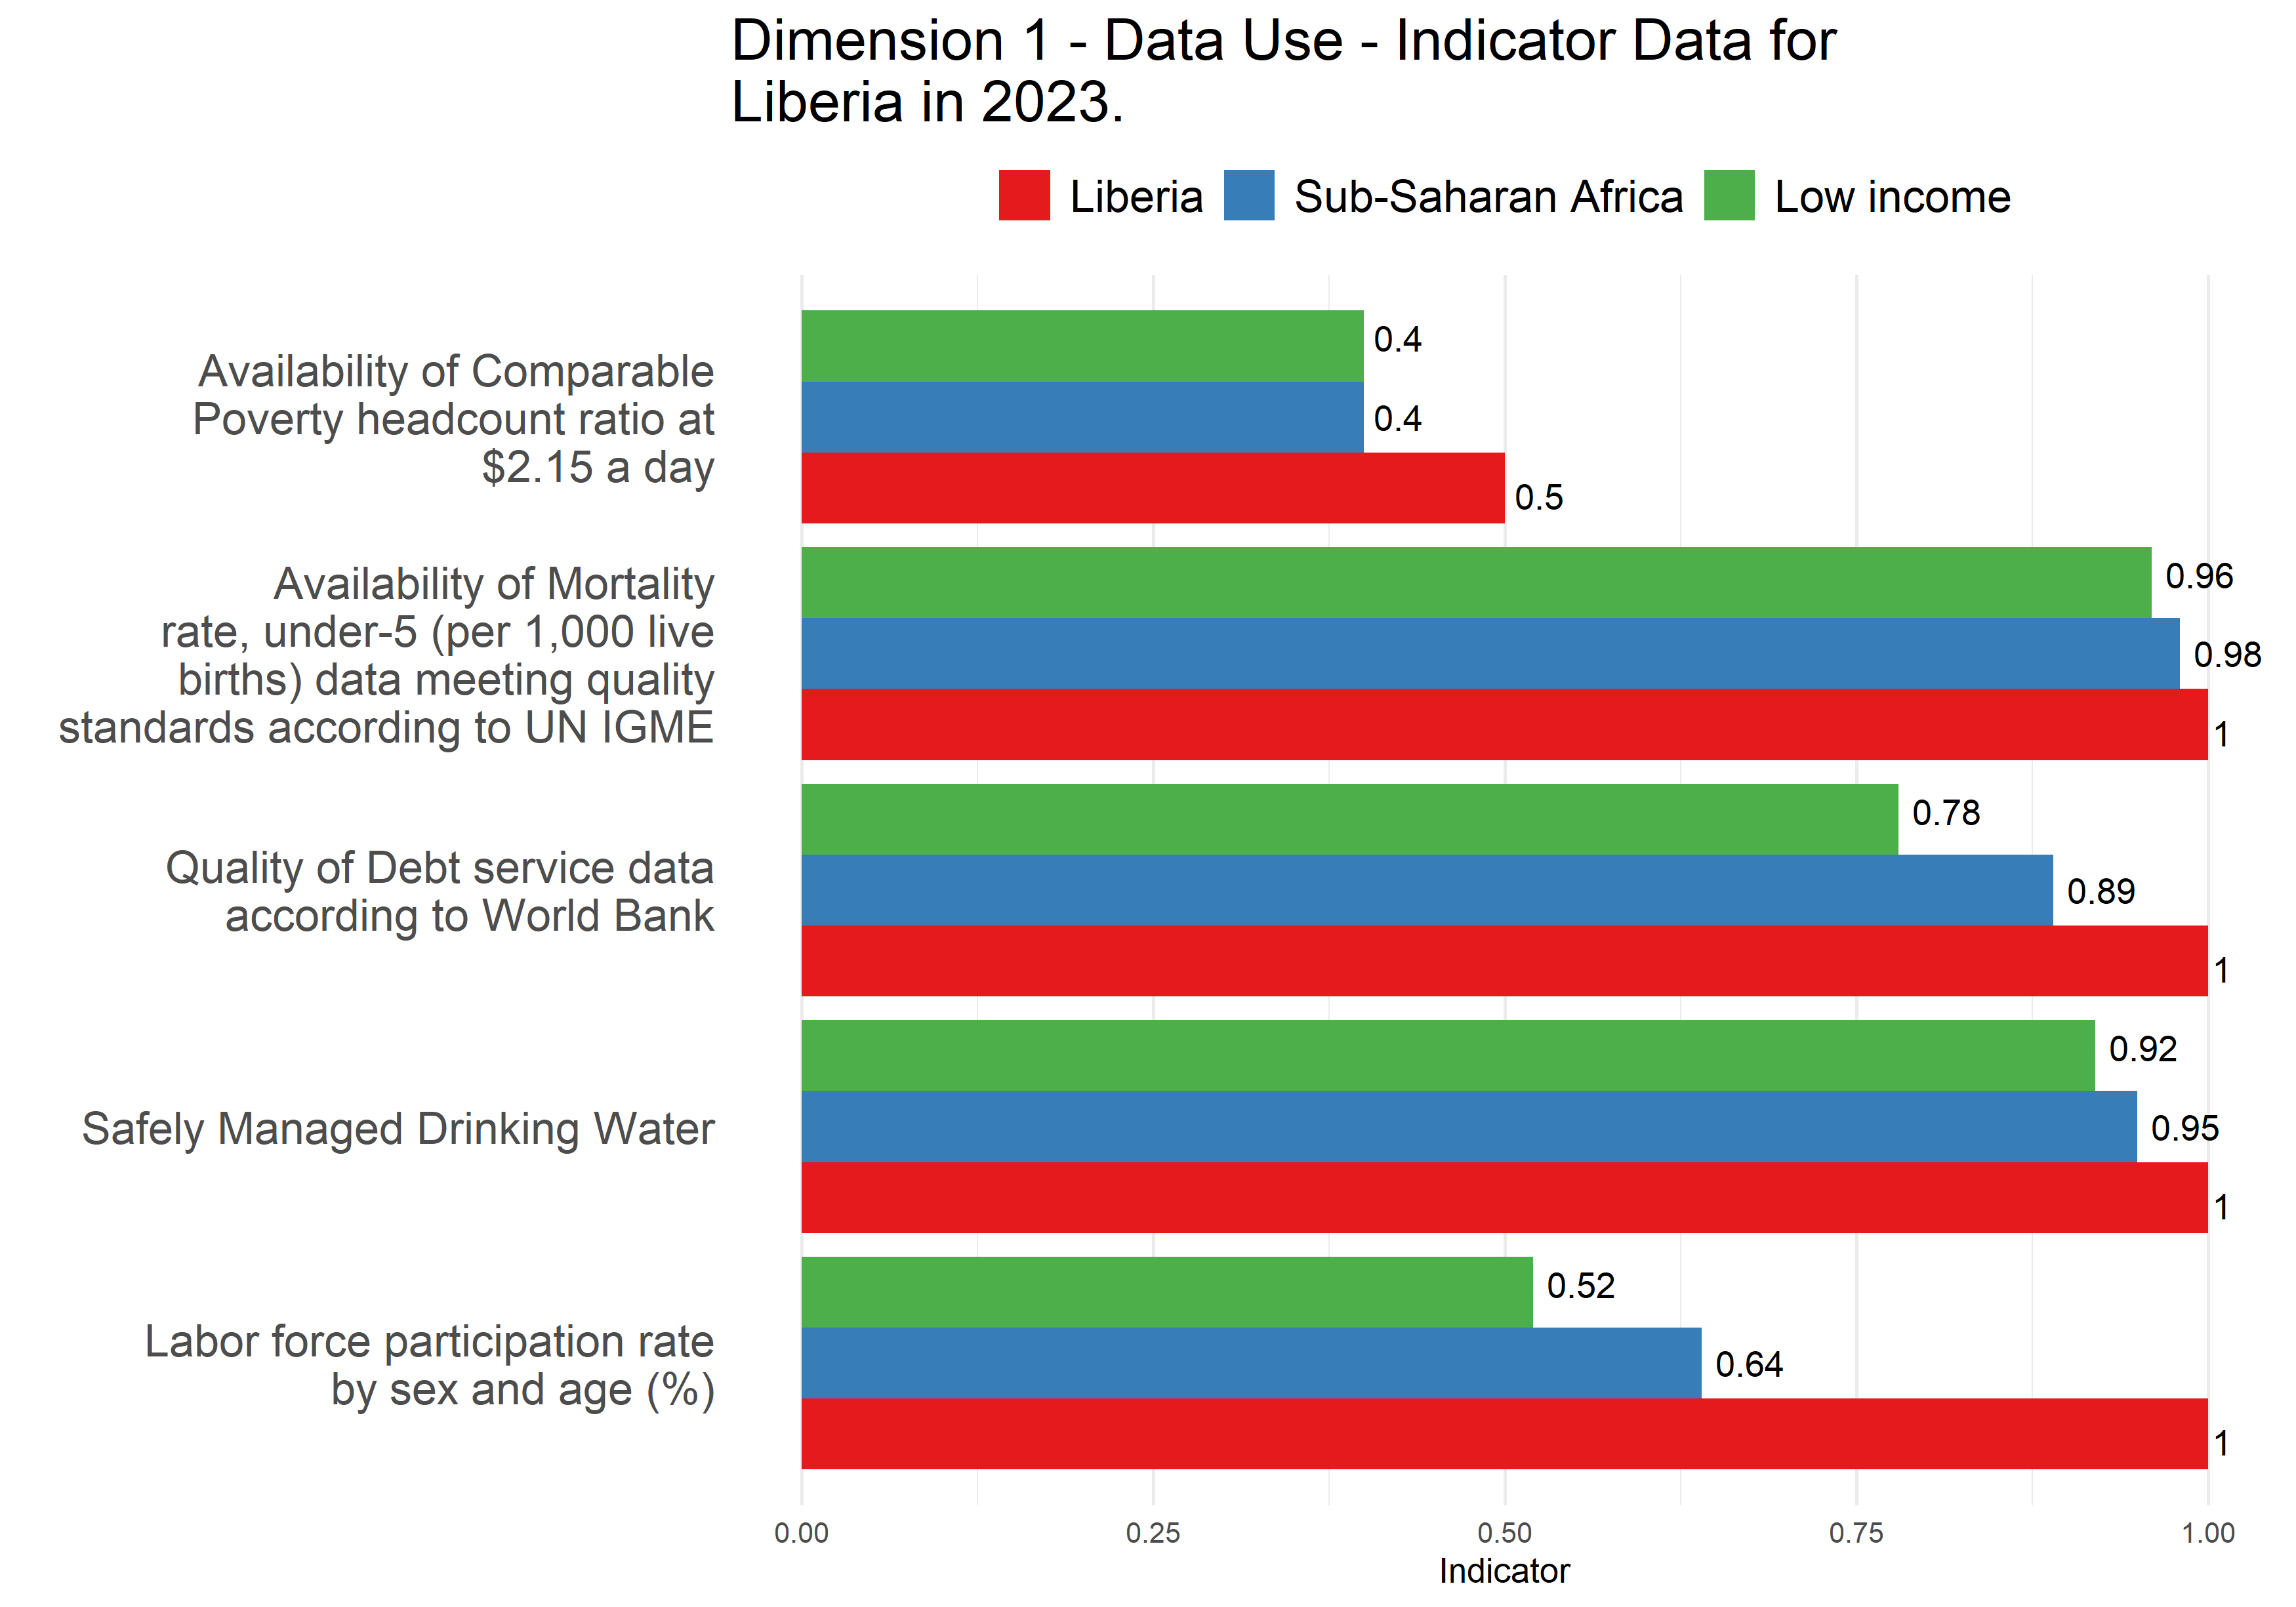 Dimension 1 - Data Use - Indicator Data for
Liberia in 2023.
Liberia
Sub-Saharan Africa
Low income
Availability of Comparable
Poverty headcount ratio at
$2.15 a day
0.4
0.4
0.5
Availability of Mortality
rate, under-5 (per 1,000 live
births) data meeting quality
standards according to UN IGME
0.96
0.98
1
Quality of Debt service data
according to World Bank
0.78
0.89
1
Safely Managed Drinking Water
0.92
0.95
1
Labor force participation rate
by sex and age (%)
0.52
0.64
1
0.00
0.25
0.50
0.75
1.00
Indicator